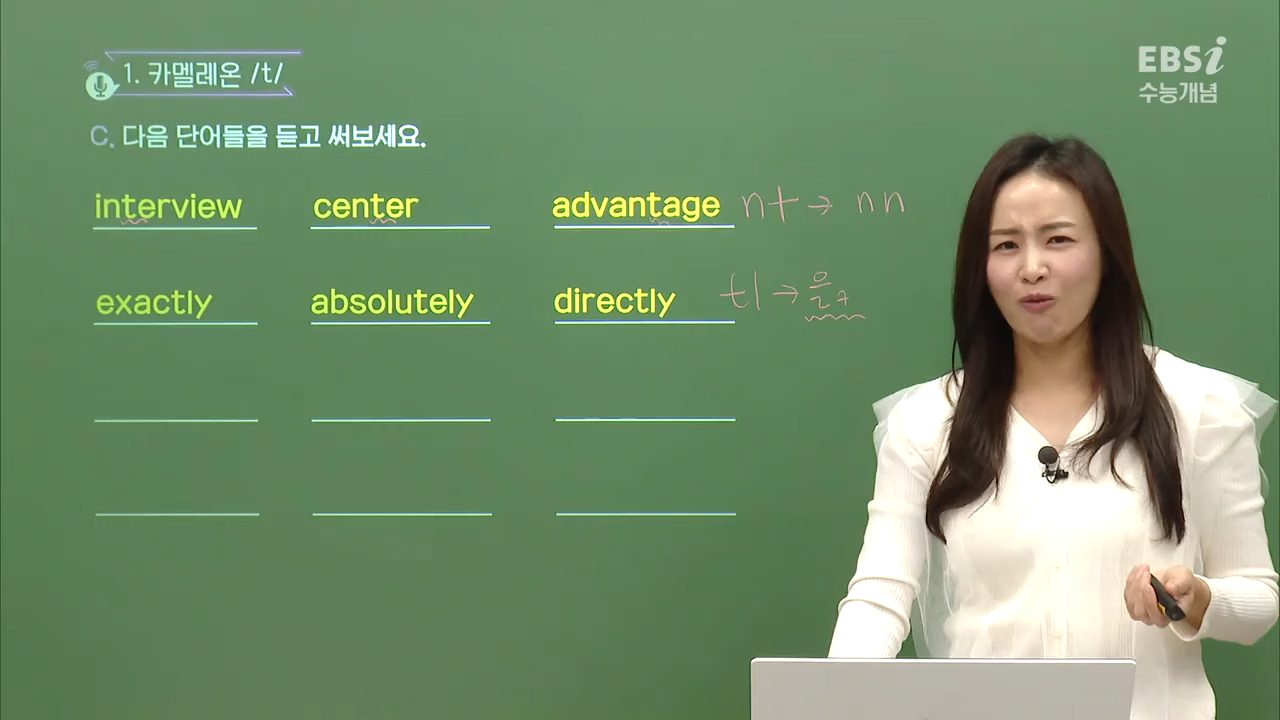 1. 카멜레온 /t/
EBSi
수능개념
C. 다음 단어들을 듣고 써보세요.
interview center advantage nt → nn
exactly absolutely directly tl →